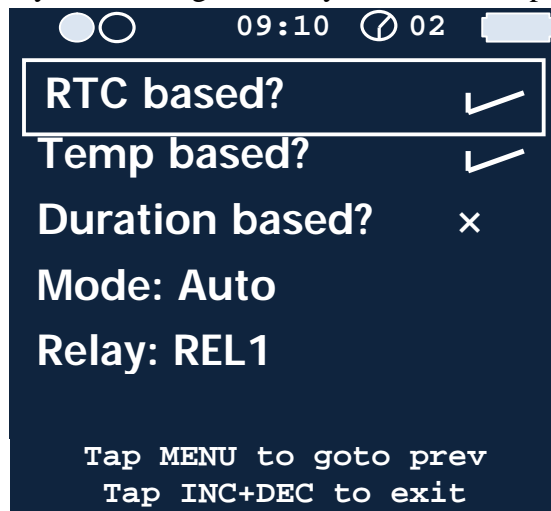 09:10 02
RTC based?
Temp based?
Duration based? ×
Mode: Auto
Relay: REL1
Tap MENU to goto prev
Tap INC+DEC to exit